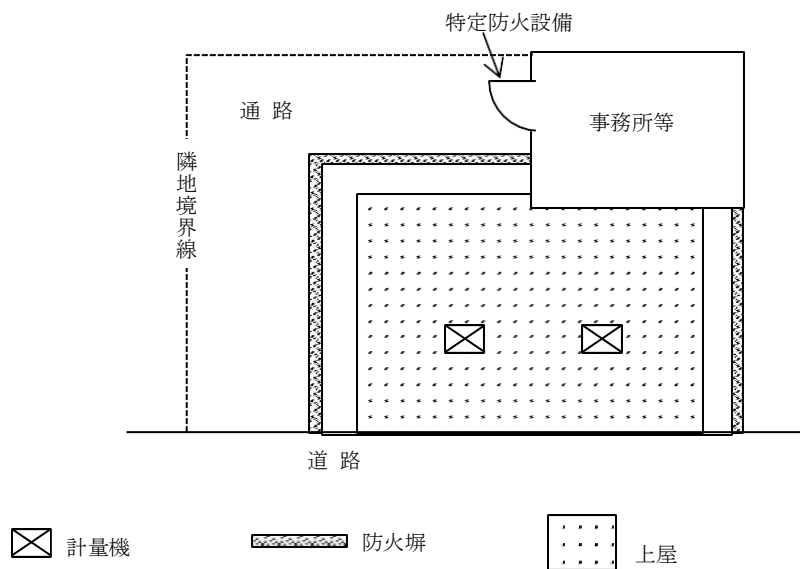 特定防火設備
通路
事務所等
隣地境界線
道路
計量機
防火塀
上屋